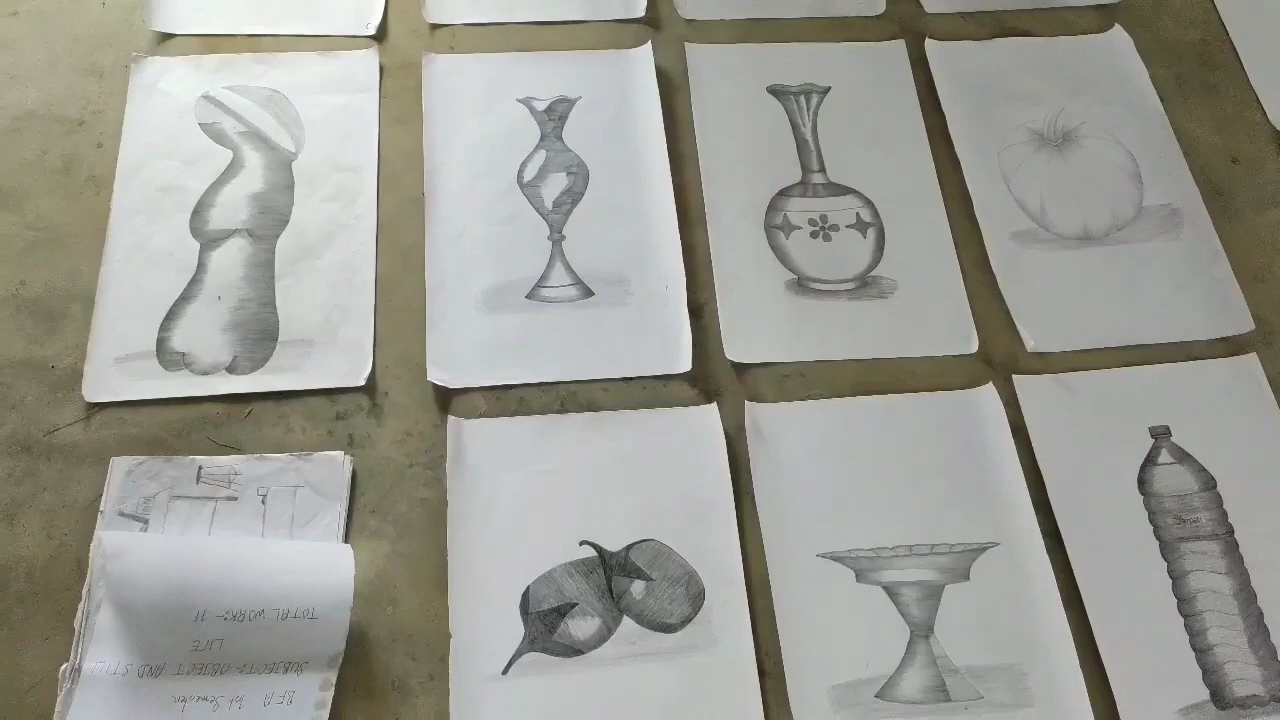 BFA 1st Semester
SUBJECT:- OBJECT AND STILL
LIFE
TOTAL WORK:- 11